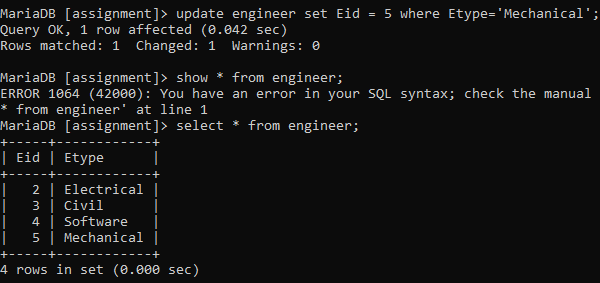 MariaDB [assignment]> update engineer set Eid = 5 where Etype='Mechanical';
Query OK, 1 row affected (0.042 sec)
Rows matched: 1  Changed: 1  Warnings: 0

MariaDB [assignment]> show * from engineer;
ERROR 1064 (42000): You have an error in your SQL syntax; check the manual
* from engineer' at line 1
MariaDB [assignment]> select * from engineer;
+-----+------------+
| Eid | Etype      |
+-----+------------+
|   2 | Electrical |
|   3 | Civil      |
|   4 | Software   |
|   5 | Mechanical |
+-----+------------+
4 rows in set (0.000 sec)